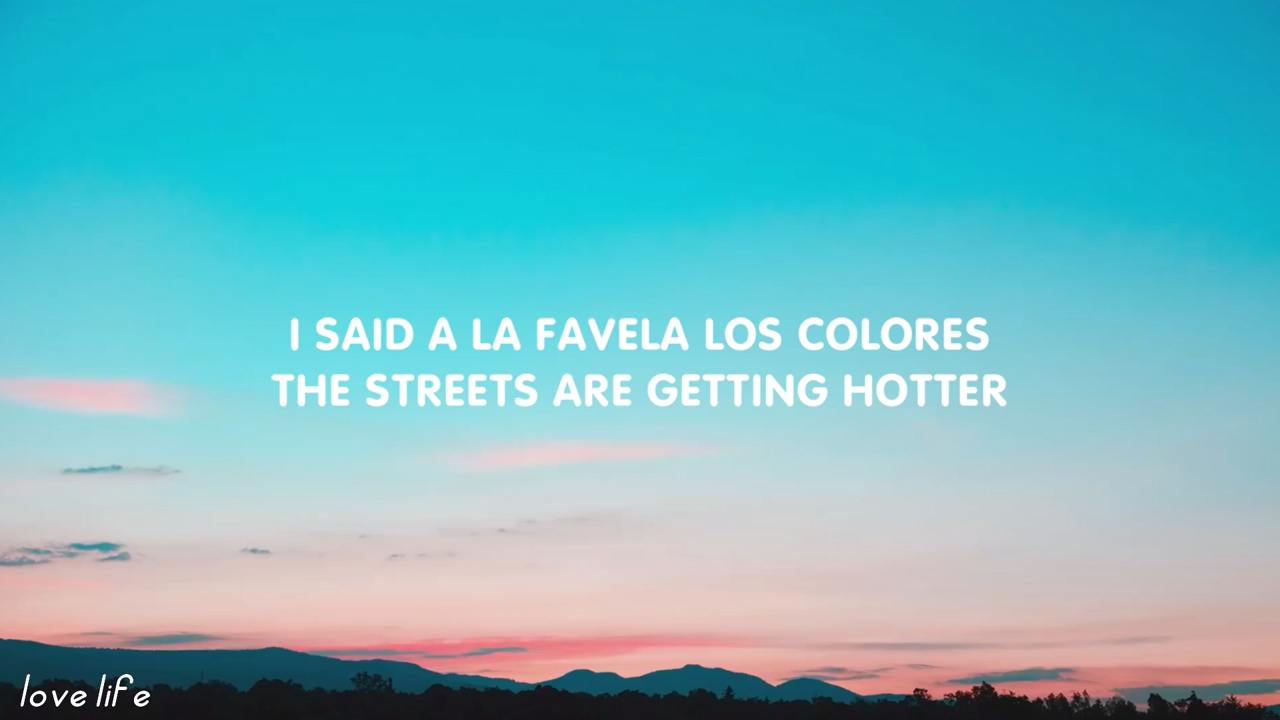 I SAID A LA FAVELA LOS COLORES
THE STREETS ARE GETTING HOTTER
love life